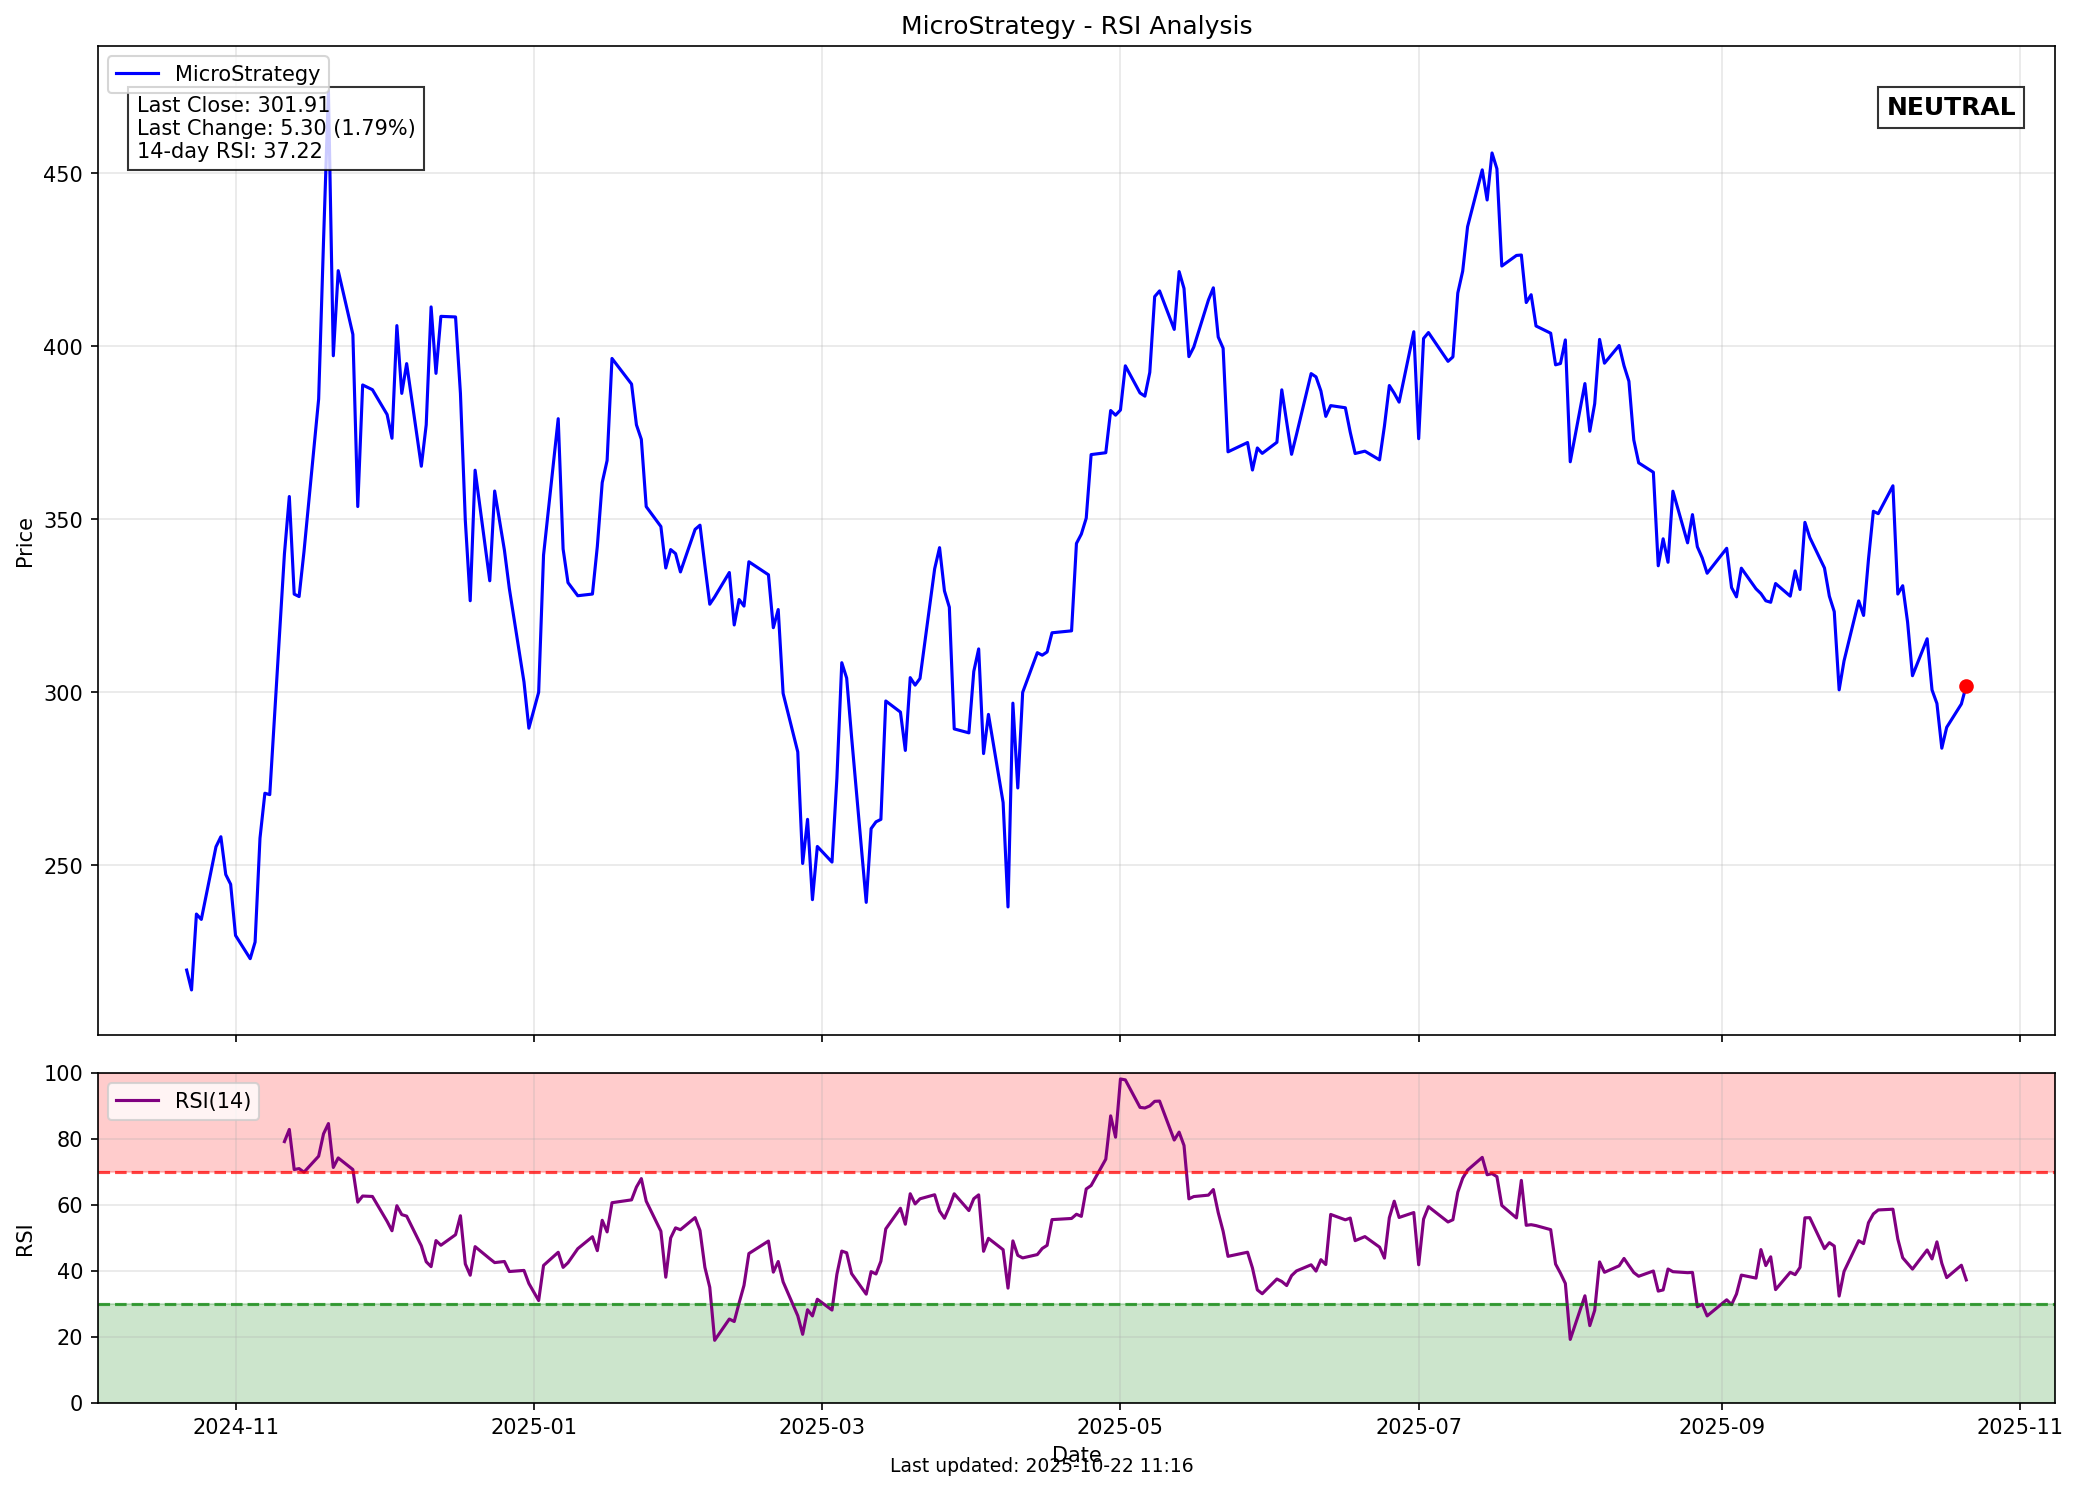 MicroStrategy - RSI Analysis
MicroStrategy
Last Close: 301.91
Last Change: 5.30 (1.79%)
14-day RSI: 37.22
NEUTRAL
Price
450
400
350
300
250
RSI(14)
RSI
100
80
60
40
20
0
2024-11
2025-01
2025-03
2025-05
2025-07
2025-09
2025-11
Date
Last updated: 2025-10-22 11:16